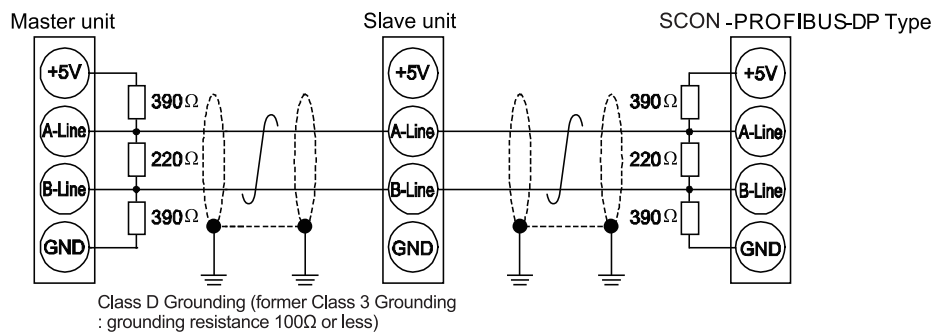 Master unit
Slave unit
SCON -PROFIBUS-DP Type
+5V
A-Line
B-Line
GND
390Ω
220Ω
390Ω
+5V
A-Line
B-Line
GND
390Ω
220Ω
390Ω
+5V
A-Line
B-Line
GND
Class D Grounding (former Class 3 Grounding
: grounding resistance 100Ω or less)